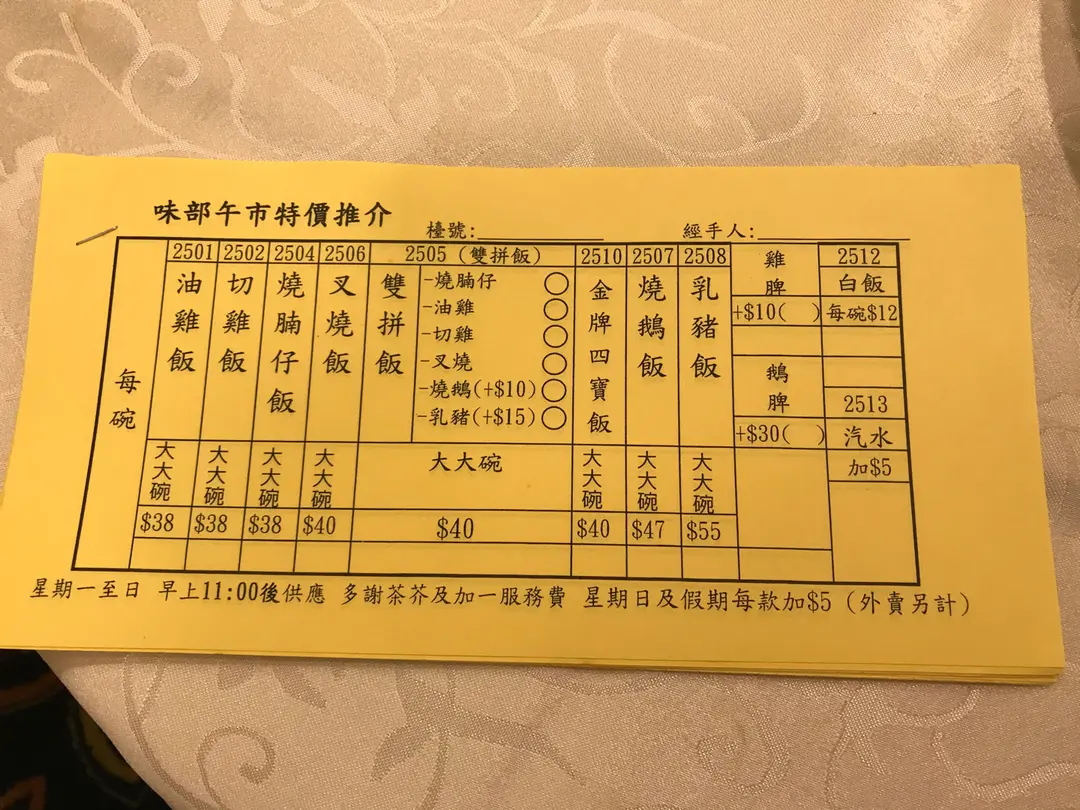 味部午市特價推介
檯號:
經手人:
每碗
2501
油雞飯
大大碗
$38
2502
切雞飯
大大碗
$38
2504
燒腩仔飯
大大碗
$38
2506
叉燒飯
大大碗
$40
2505 (雙拼飯)
雙拼飯
-燒腩仔
-油雞
-切雞
-叉燒
-燒鵝(+$10)
-乳豬(+$15)
大大碗
$40
2510
金牌四寶飯
大大碗
$40
2507
燒鵝飯
大大碗
$47
2508
乳豬飯
大大碗
$55
雞脾
+$10( )
鵝脾
+$30( )
2512
白飯
每碗$12
2513
汽水
加$5
星期一至日 早上11:00後供應 多謝茶芥及加一服務費 星期日及假期每款加$5 (外賣另計)